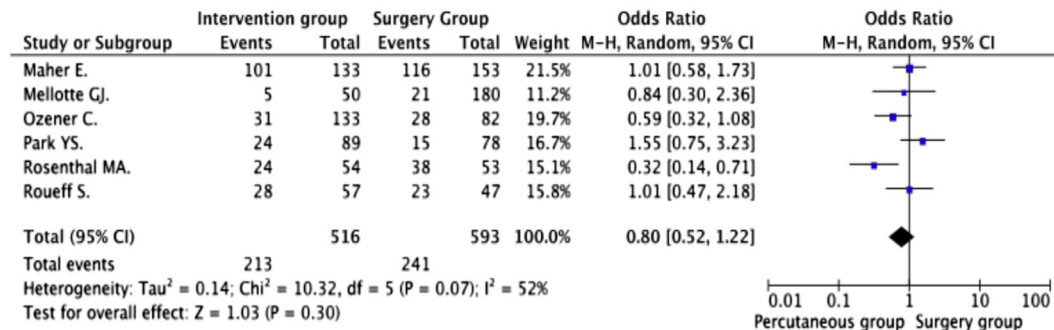 Intervention group Surgery Group Odds Ratio Odds Ratio
Study or Subgroup Events Total Events Total Weight M-H, Random, 95% CI M-H, Random, 95% CI
Maher E. 101 133 116 153 21.5% 1.01 [0.58, 1.73]
Mellotte GJ. 5 50 21 180 11.2% 0.84 [0.30, 2.36]
Ozener C. 31 133 28 82 19.7% 0.59 [0.32, 1.08]
Park YS. 24 89 15 78 16.7% 1.55 [0.75, 3.23]
Rosenthal MA. 24 54 38 53 15.1% 0.32 [0.14, 0.71]
Roueff S. 28 57 23 47 15.8% 1.01 [0.47, 2.18]
Total (95% CI) 516 593 100.0% 0.80 [0.52, 1.22]
Total events 213 241
Heterogeneity: Tau² = 0.14; Chi² = 10.32, df = 5 (P = 0.07); I² = 52%
Test for overall effect: Z = 1.03 (P = 0.30)
0.01 0.1 1 10 100
Percutaneous group Surgery group